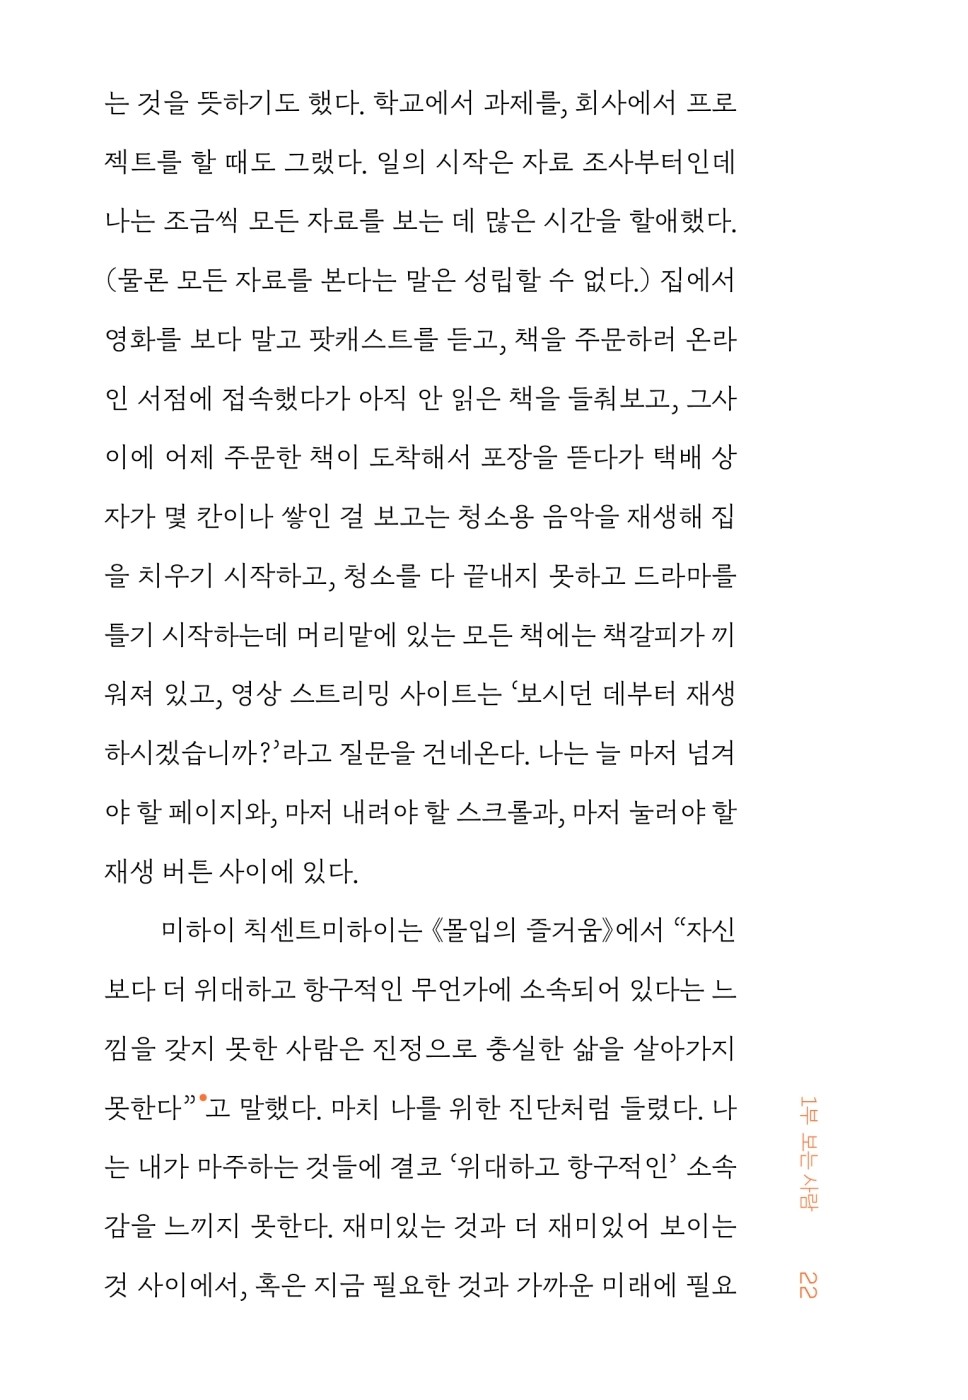 는 것을 뜻하기도 했다. 학교에서 과제를, 회사에서 프로
젝트를 할 때도 그랬다. 일의 시작은 자료 조사부터인데
나는 조금씩 모든 자료를 보는 데 많은 시간을 할애했다.
(물론 모든 자료를 본다는 말은 성립할 수 없다.) 집에서
영화를 보다 말고 팟캐스트를 듣고, 책을 주문하러 온라
인 서점에 접속했다가 아직 안 읽은 책을 들춰보고, 그사
이에 어제 주문한 책이 도착해서 포장을 뜯다가 택배 상
자가 몇 칸이나 쌓인 걸 보고는 청소용 음악을 재생해 집
을 치우기 시작하고, 청소를 다 끝내지 못하고 드라마를
틀기 시작하는데 머리맡에 있는 모든 책에는 책갈피가 끼
워져 있고, 영상 스트리밍 사이트는 ‘보시던 데부터 재생
하시겠습니까?’라고 질문을 건네온다. 나는 늘 마저 넘겨
야 할 페이지와, 마저 내려야 할 스크롤과, 마저 눌러야 할
재생 버튼 사이에 있다.
미하이 칙센트미하이는 《몰입의 즐거움》에서 “자신
보다 더 위대하고 항구적인 무언가에 소속되어 있다는 느
낌을 갖지 못한 사람은 진정으로 충실한 삶을 살아가지
못한다”•고 말했다. 마치 나를 위한 진단처럼 들렸다. 나
는 내가 마주하는 것들에 결코 ‘위대하고 항구적인’ 소속
감을 느끼지 못한다. 재미있는 것과 더 재미있어 보이는
것 사이에서, 혹은 지금 필요한 것과 가까운 미래에 필요
1부 보는 사람
22